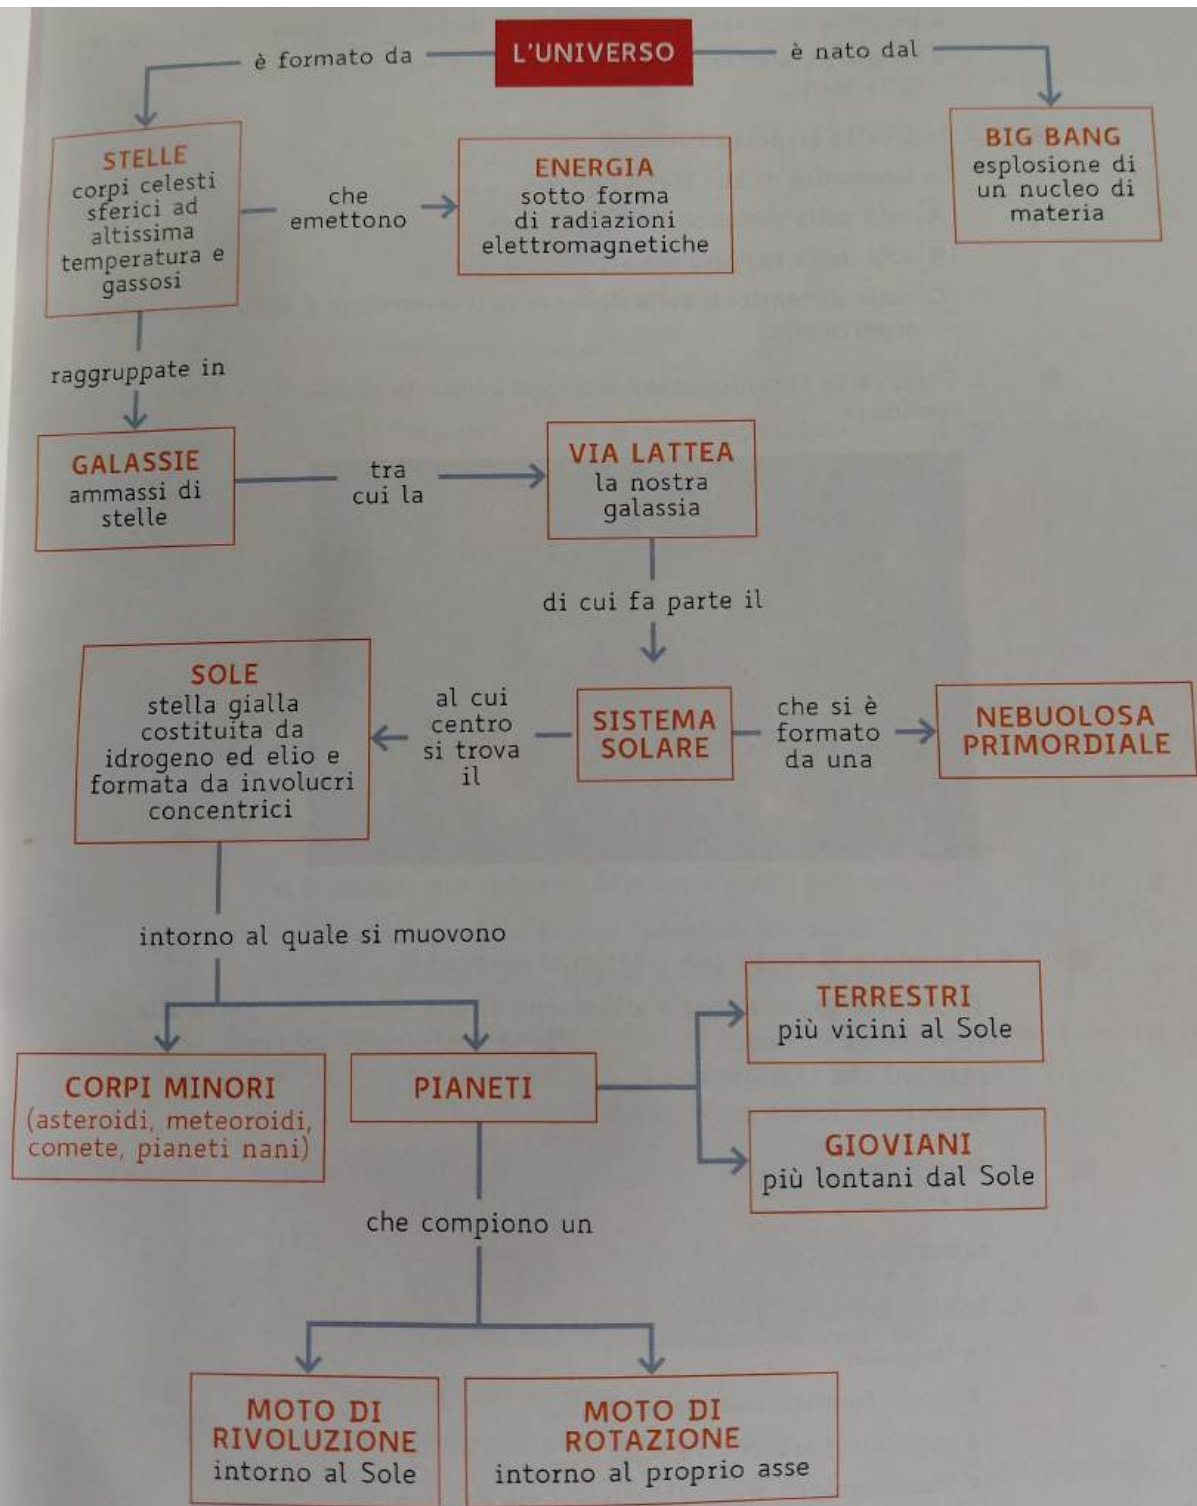 L'UNIVERSO
è formato da
è nato dal
STELLE
corpi celesti
sferici ad
altissima
temperatura e
gassosi
che
emettono
ENERGIA
sotto forma
di radiazioni
elettromagnetiche
BIG BANG
esplosione di
un nucleo di
materia
raggruppate in
GALASSIE
ammassi di
stelle
tra
cui la
VIA LATTEA
la nostra
galassia
di cui fa parte il
SOLE
stella gialla
costituita da
idrogeno ed elio e
formata da involucri
concentrici
al cui
centro
si trova
il
SISTEMA
SOLARE
che si è
formato
da una
NEBUOLOSA
PRIMORDIALE
intorno al quale si muovono
CORPI MINORI
(asteroidi, meteoroidi,
comete, pianeti nani)
PIANETI
TERRESTRI
più vicini al Sole
GIOVIANI
più lontani dal Sole
che compiono un
MOTO DI
RIVOLUZIONE
intorno al Sole
MOTO DI
ROTAZIONE
intorno al proprio asse